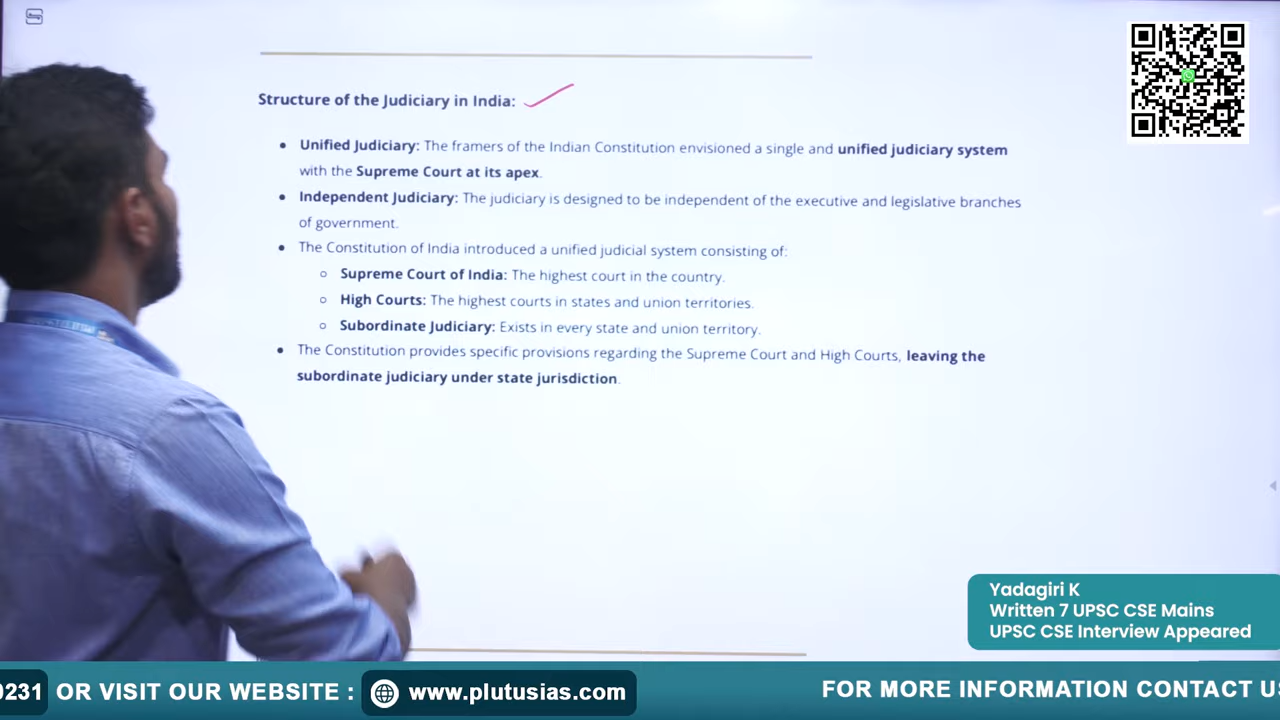 Structure of the Judiciary in India:
• Unified Judiciary: The framers of the Indian Constitution envisioned a single and unified judiciary system
with the Supreme Court at its apex.
• Independent Judiciary: The judiciary is designed to be independent of the executive and legislative branches
of government.
• The Constitution of India introduced a unified judicial system consisting of:
o Supreme Court of India: The highest court in the country.
o High Courts: The highest courts in states and union territories.
o Subordinate Judiciary: Exists in every state and union territory.
• The Constitution provides specific provisions regarding the Supreme Court and High Courts, leaving the
subordinate judiciary under state jurisdiction.
Yadagiri K
Written 7 UPSC CSE Mains
UPSC CSE Interview Appeared
0231 OR VISIT OUR WEBSITE : www.plutusias.com FOR MORE INFORMATION CONTACT US